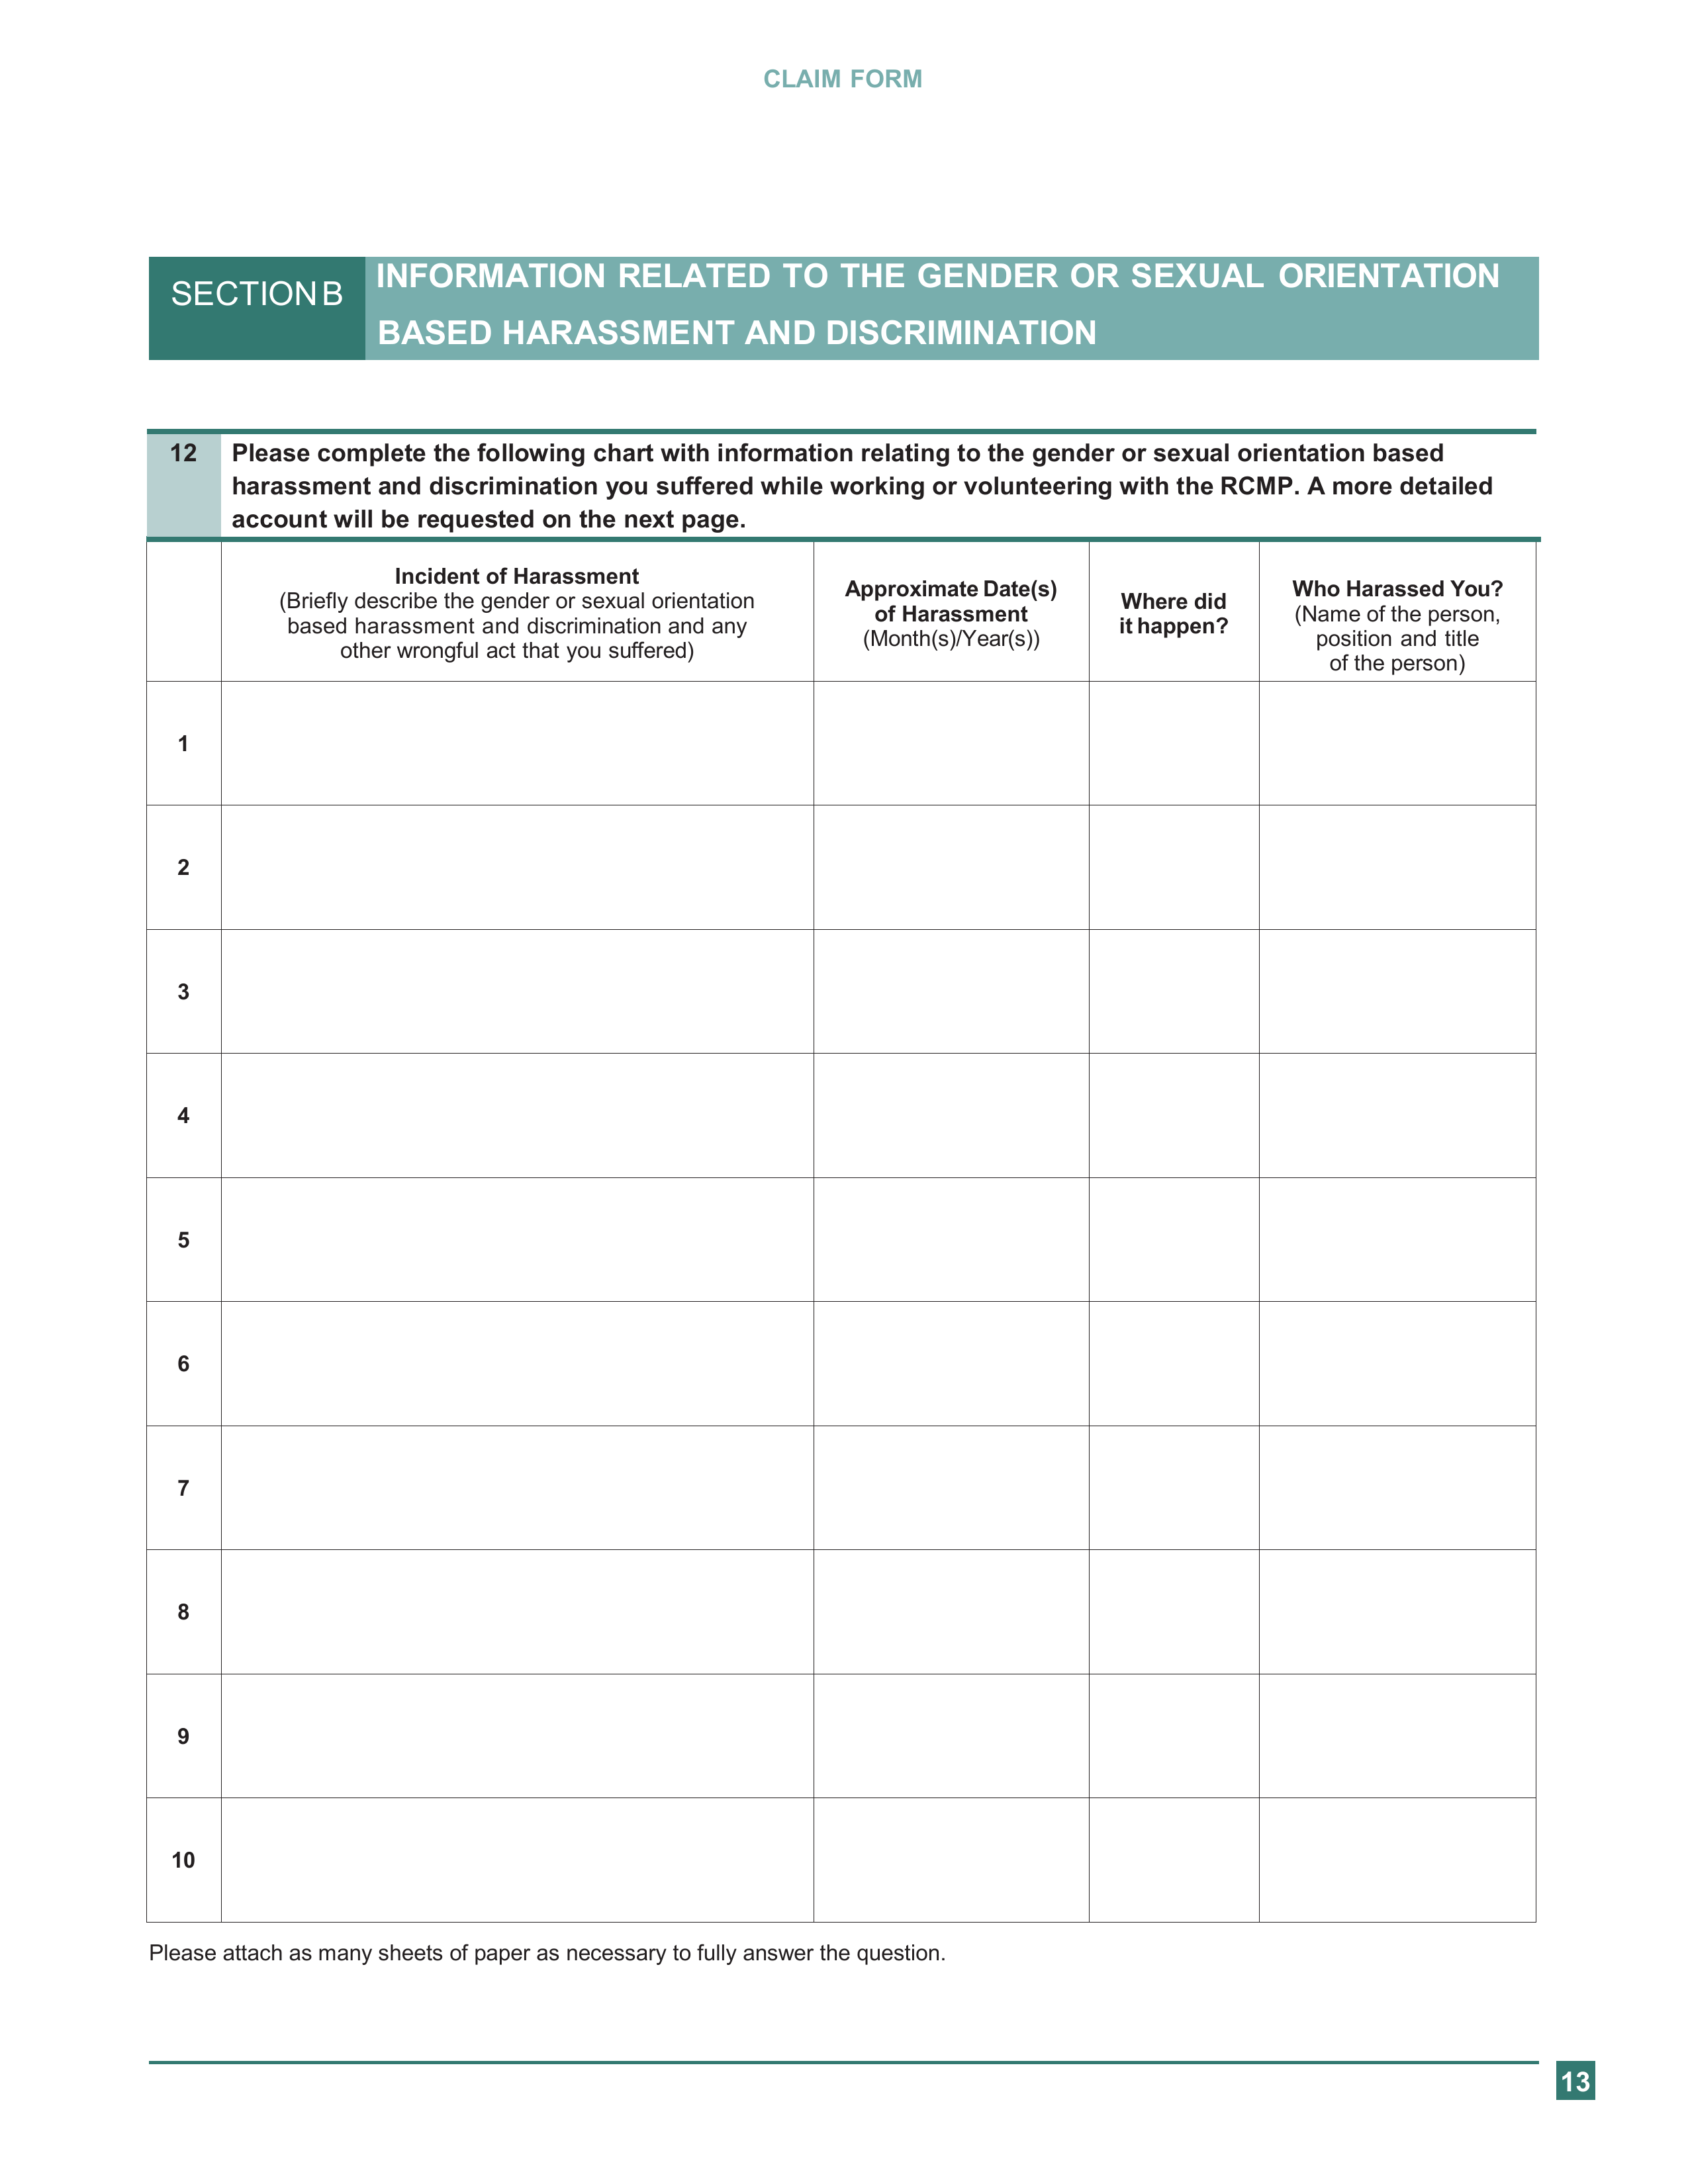 CLAIM FORM
SECTION B
INFORMATION RELATED TO THE GENDER OR SEXUAL ORIENTATION
BASED HARASSMENT AND DISCRIMINATION
12
Please complete the following chart with information relating to the gender or sexual orientation based
harassment and discrimination you suffered while working or volunteering with the RCMP. A more detailed
account will be requested on the next page.
Incident of Harassment
(Briefly describe the gender or sexual orientation
based harassment and discrimination and any
other wrongful act that you suffered)
Approximate Date(s)
of Harassment
(Month(s)/Year(s))
Where did
it happen?
Who Harassed You?
(Name of the person,
position and title
of the person)
1
2
3
4
5
6
7
8
9
10
Please attach as many sheets of paper as necessary to fully answer the question.
13